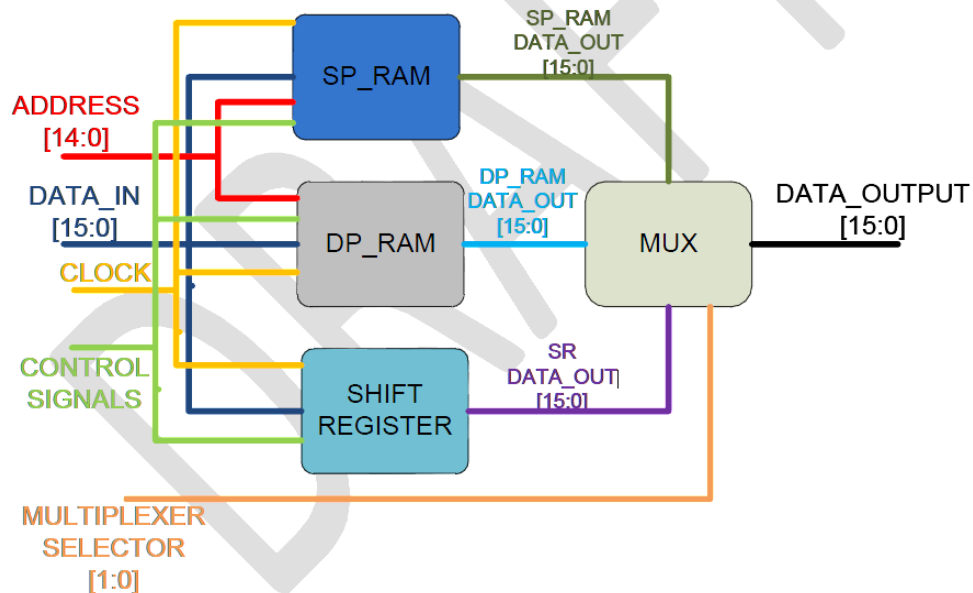 SP_RAM
DATA_OUT
[15:0]
SP_RAM
ADDRESS
[14:0]
DATA_IN
[15:0]
DP_RAM
DATA_OUT
[15:0]
DP_RAM
MUX
DATA_OUTPUT
[15:0]
CLOCK
CONTROL
SIGNALS
SHIFT
REGISTER
SR
DATA_OUT
[15:0]
MULTIPLEXER
SELECTOR
[1:0]